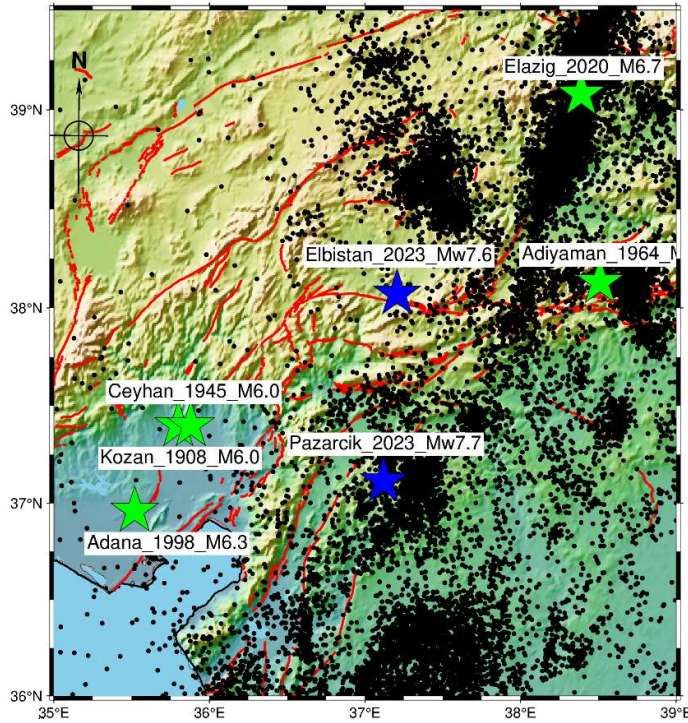 N
Elazig_2020_M6.7
39°N
Elbistan_2023_Mw7.6
Adiyaman_1964_M
38°N
Ceyhan_1945_M6.0
Kozan_1908_M6.0
Pazarcik_2023_Mw7.7
37°N
Adana_1998_M6.3
36°N
35°E
36°E
37°E
38°E
39°E